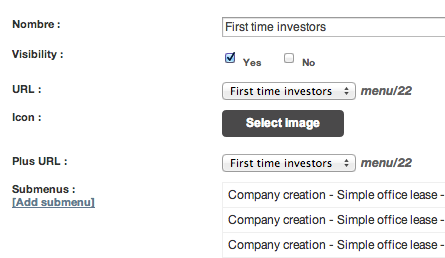 Nombre : First time investors
Visibility : Yes No
URL : First time investors menu/22
Icon : Select Image
Plus URL : First time investors menu/22
Submenus : Company creation - Simple office lease -
[Add submenu]
Company creation - Simple office lease -
Company creation - Simple office lease -